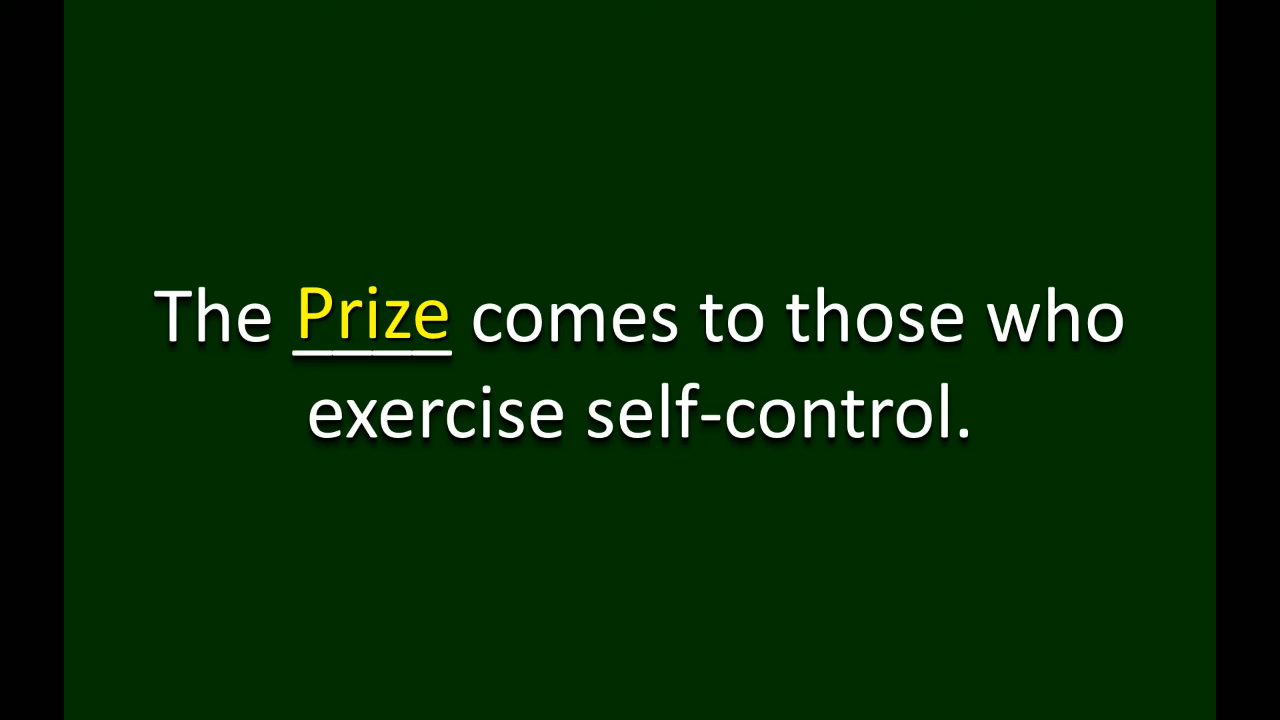 The Prize comes to those who
exercise self-control.